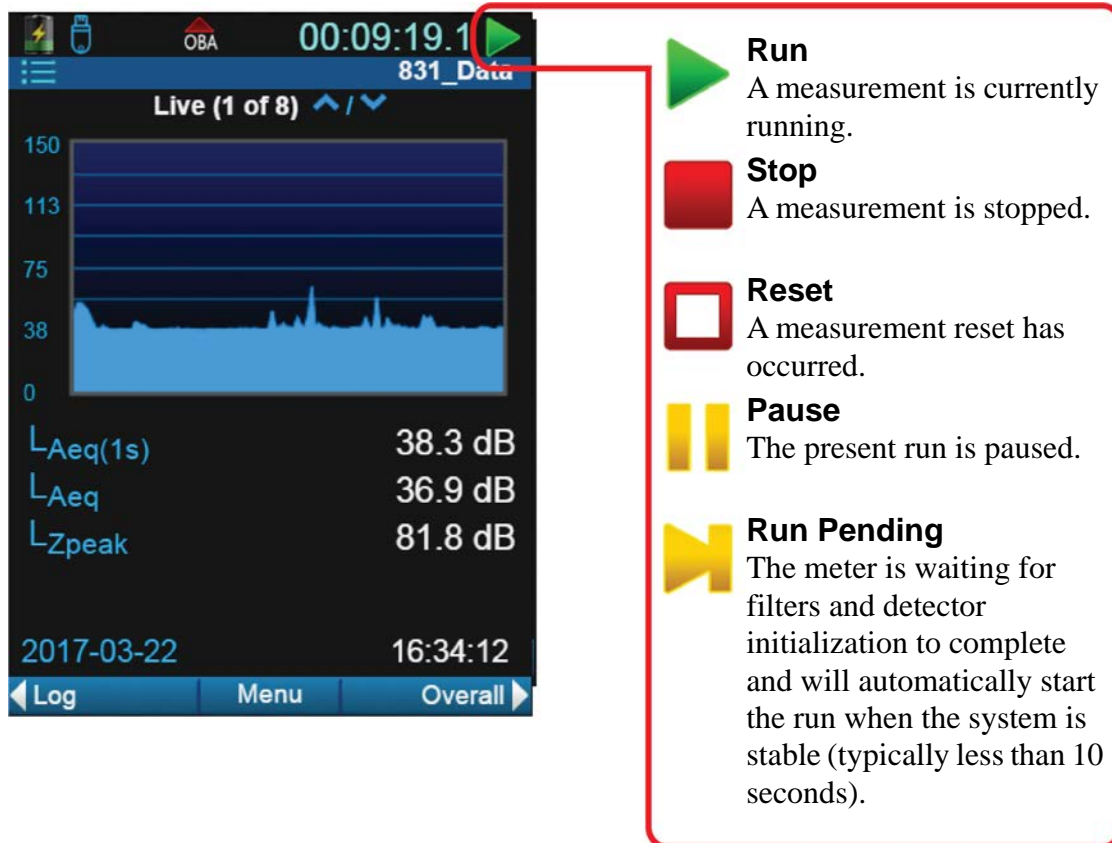 OBA
00:09:19.1
831_Data
Live (1 of 8) /
150
113
75
38
0
LAeq(1s) 38.3 dB
LAeq 36.9 dB
LZpeak 81.8 dB
2017-03-22 16:34:12
Log Menu Overall
Run
A measurement is currently
running.
Stop
A measurement is stopped.
Reset
A measurement reset has
occurred.
Pause
The present run is paused.
Run Pending
The meter is waiting for
filters and detector
initialization to complete
and will automatically start
the run when the system is
stable (typically less than 10
seconds).